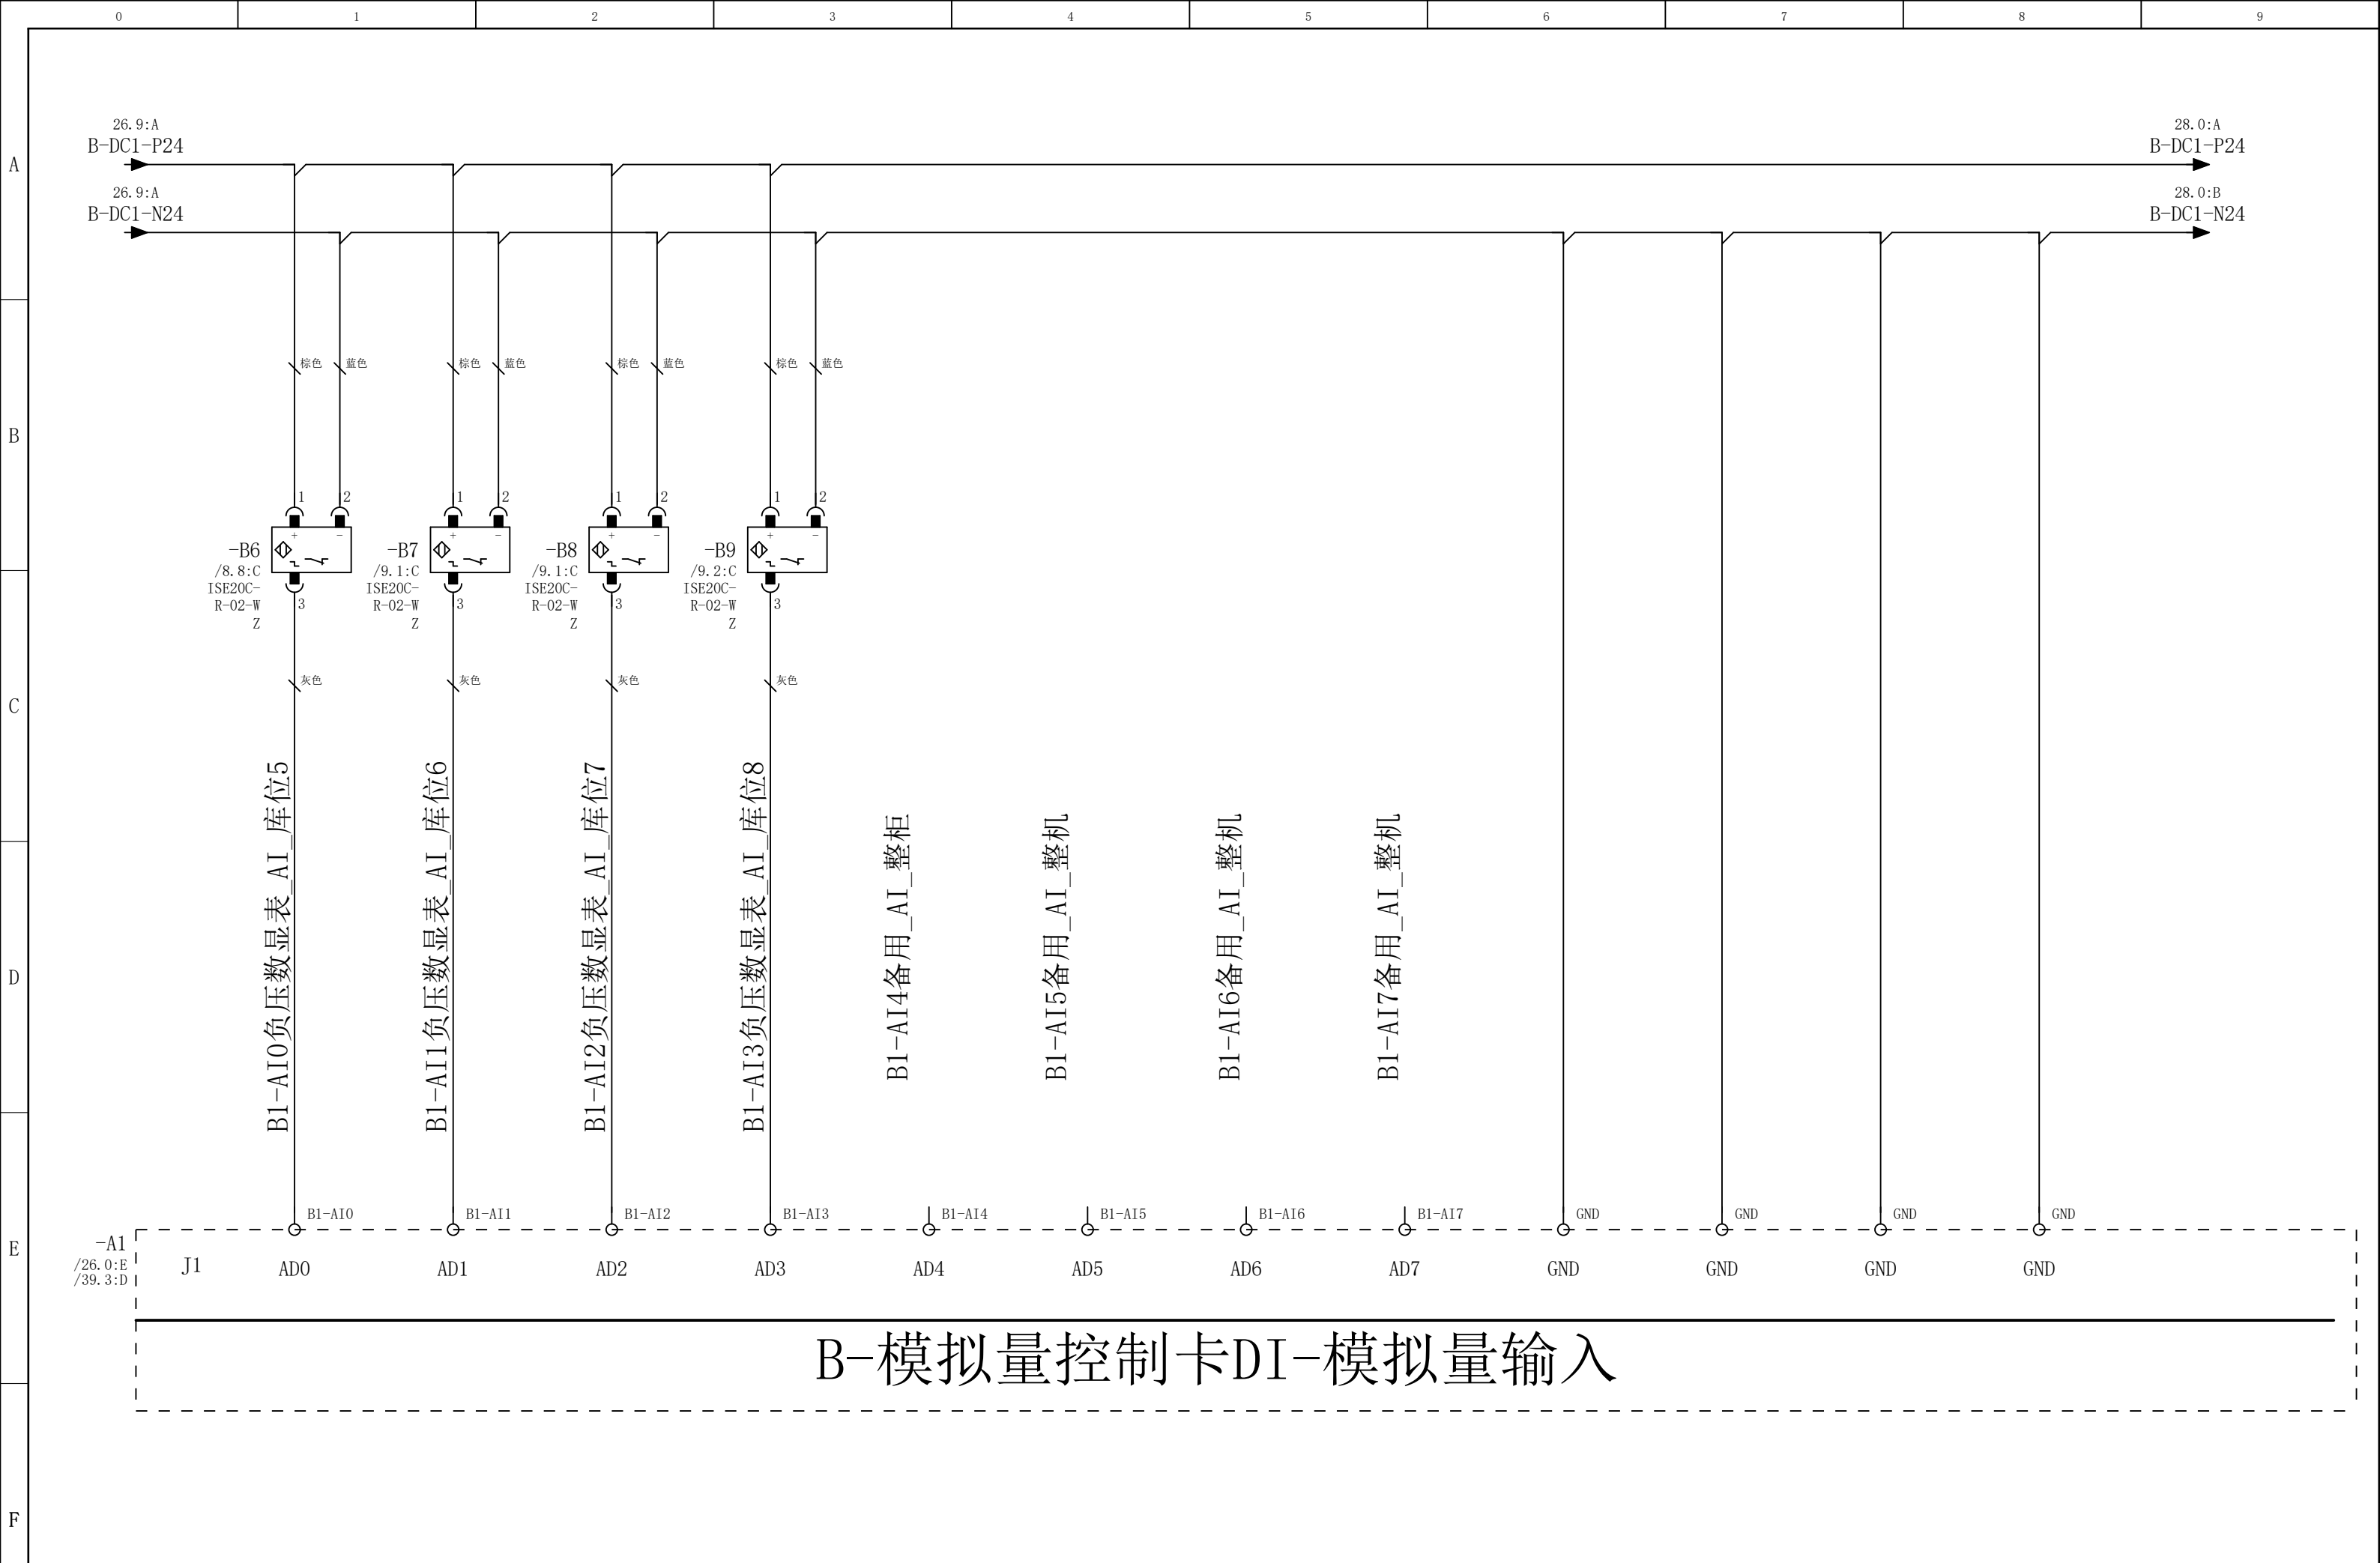 0 1 2 3 4 5 6 7 8 9
26.9:A
B-DC1-P24
28.0:A
B-DC1-P24
A
26.9:A
B-DC1-N24
28.0:B
B-DC1-N24
棕色 蓝色 棕色 蓝色 棕色 蓝色 棕色 蓝色
B
1 2 1 2 1 2 1 2
+ - + - + - + -
-B6
/8.8:C
ISE20C-
R-02-W
Z
3
-B7
/9.1:C
ISE20C-
R-02-W
Z
3
-B8
/9.1:C
ISE20C-
R-02-W
Z
3
-B9
/9.2:C
ISE20C-
R-02-W
Z
3
灰色 灰色 灰色 灰色
C
B1-AI0负压数显表_AI_库位5
B1-AI1负压数显表_AI_库位6
B1-AI2负压数显表_AI_库位7
B1-AI3负压数显表_AI_库位8
B1-AI4备用_AI_整柜
B1-AI5备用_AI_整机
B1-AI6备用_AI_整机
B1-AI7备用_AI_整机
D
B1-AI0 B1-AI1 B1-AI2 B1-AI3 B1-AI4 B1-AI5 B1-AI6 B1-AI7 GND GND GND GND
E
-A1
/26.0:E
/39.3:D
J1 AD0 AD1 AD2 AD3 AD4 AD5 AD6 AD7 GND GND GND GND
B-模拟量控制卡DI-模拟量输入
F